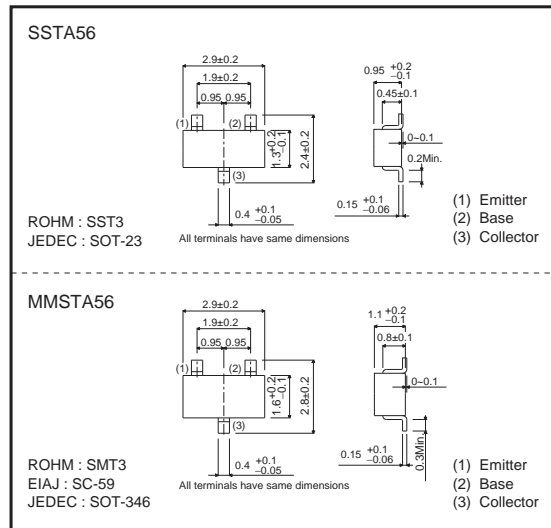 SSTA56
2.9±0.2
1.9±0.2
0.95 0.95
(1) (2)
(3)
1.3 +0.2 −0.1
2.4±0.2
0.4 +0.1 −0.05
All terminals have same dimensions
0.95 +0.2 −0.1
0.45±0.1
0~0.1
0.2Min.
0.15 +0.1 −0.06
ROHM : SST3
JEDEC : SOT-23
(1) Emitter
(2) Base
(3) Collector
MMSTA56
2.9±0.2
1.9±0.2
0.95 0.95
(1) (2)
(3)
1.6 +0.2 −0.1
2.8±0.2
0.4 +0.1 −0.05
All terminals have same dimensions
1.1 +0.2 −0.1
0.8±0.1
0~0.1
0.3Min.
0.15 +0.1 −0.06
ROHM : SMT3
EIAJ : SC-59
JEDEC : SOT-346
(1) Emitter
(2) Base
(3) Collector